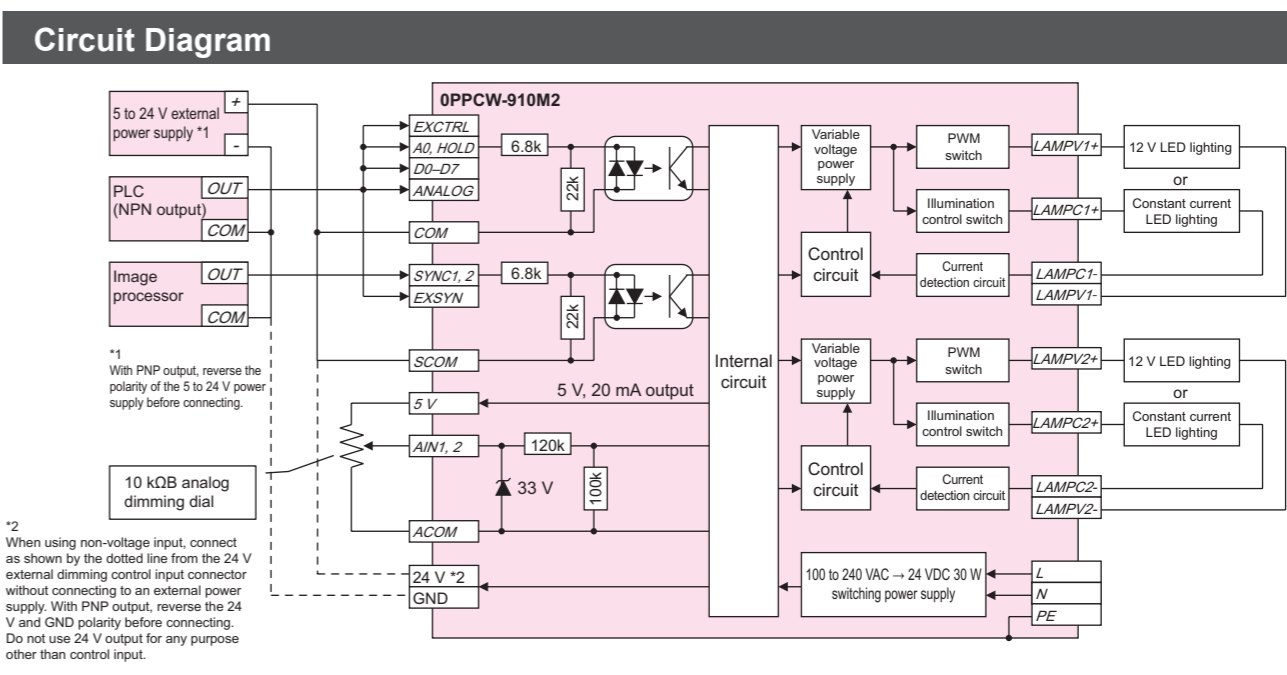 Circuit Diagram
5 to 24 V external
power supply *1
+
-
PLC
(NPN output)
OUT
COM
Image
processor
OUT
COM
*1
With PNP output, reverse the
polarity of the 5 to 24 V power
supply before connecting.
10 kΩB analog
dimming dial
*2
When using non-voltage input, connect
as shown by the dotted line from the 24 V
external dimming control input connector
without connecting to an external power
supply. With PNP output, reverse the 24
V and GND polarity before connecting.
Do not use 24 V output for any purpose
other than control input.
0PPCW-910M2
EXCTRL
A0, HOLD
D0–D7
ANALOG
COM
SYNC1, 2
EXSYN
SCOM
5 V
AIN1, 2
ACOM
24 V *2
GND
6.8k
22k
6.8k
22k
5 V, 20 mA output
120k
33 V
100k
Internal
circuit
Variable
voltage
power
supply
PWM
switch
Illumination
control switch
Control
circuit
Current
detection circuit
LAMPV1+
LAMPC1+
LAMPC1-
LAMPV1-
12 V LED lighting
or
Constant current
LED lighting
Variable
voltage
power
supply
PWM
switch
Illumination
control switch
Control
circuit
Current
detection circuit
LAMPV2+
LAMPC2+
LAMPC2-
LAMPV2-
12 V LED lighting
or
Constant current
LED lighting
100 to 240 VAC → 24 VDC 30 W
switching power supply
L
N
PE